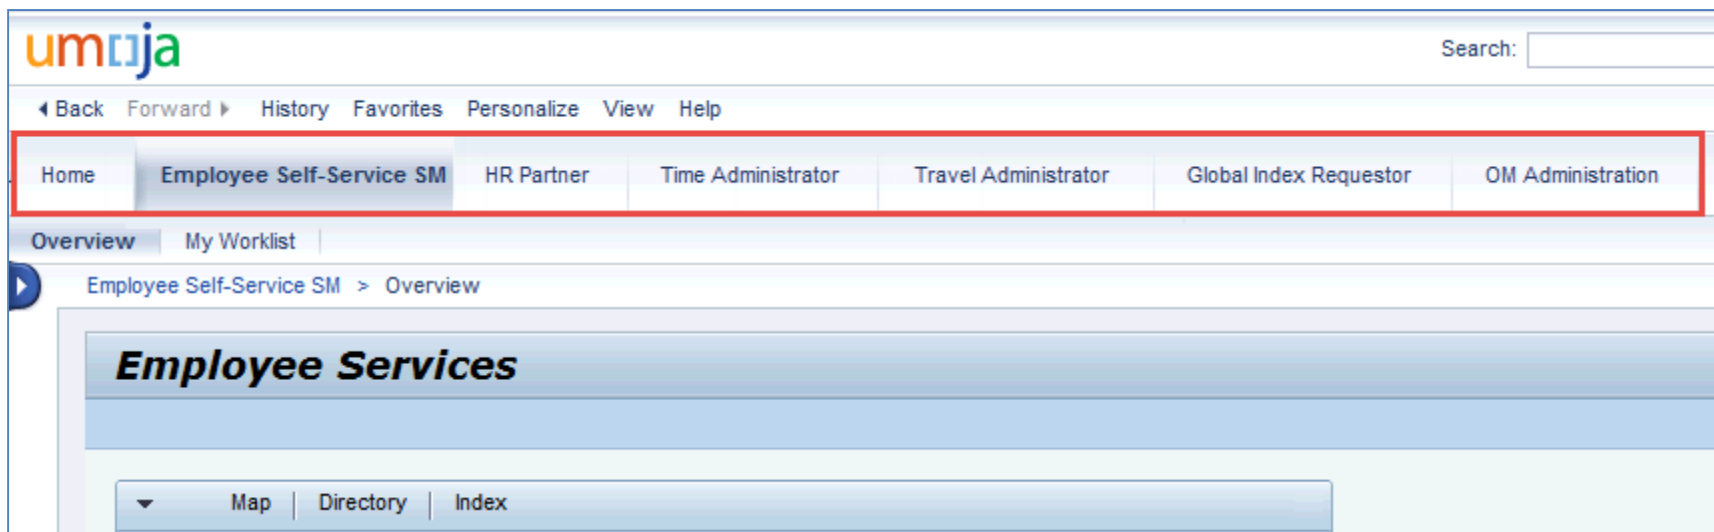 umoja
Search:
Back Forward History Favorites Personalize View Help
Home Employee Self-Service SM HR Partner Time Administrator Travel Administrator Global Index Requestor OM Administration
Overview My Worklist
Employee Self-Service SM > Overview
Employee Services
Map Directory Index